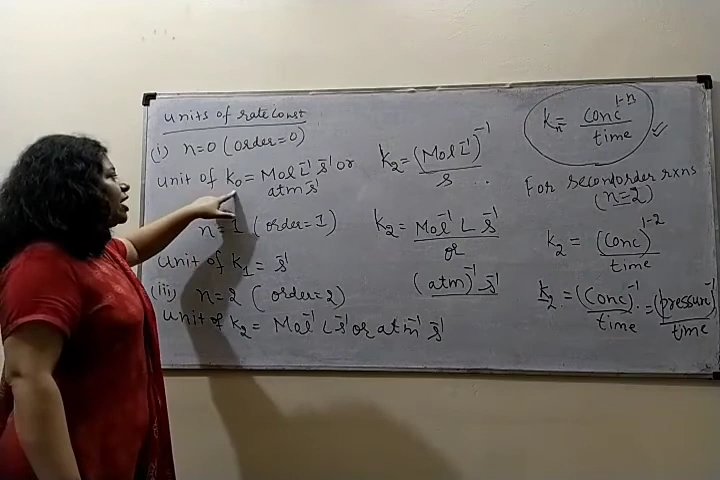 units of rate const
(i) n=0 (order=0)
unit of k₀ = Mol L⁻¹ s⁻¹ or
atm s⁻¹
n=1 (order=1)
unit of k₁ = s⁻¹
(iii) n=2 (order=2)
unit of k₂ = Mol⁻¹ L s⁻¹ or atm⁻¹ s⁻¹
k₂ = (Mol L⁻¹)⁻¹
s
k₂ = Mol⁻¹ L s⁻¹
or
(atm)⁻¹ s⁻¹
kₙ = conc¹⁻ⁿ
time
For second order rxns
(n=2)
k₂ = (conc)¹⁻²
time
k₂ = (conc)⁻¹ = (pressure)⁻¹
time time